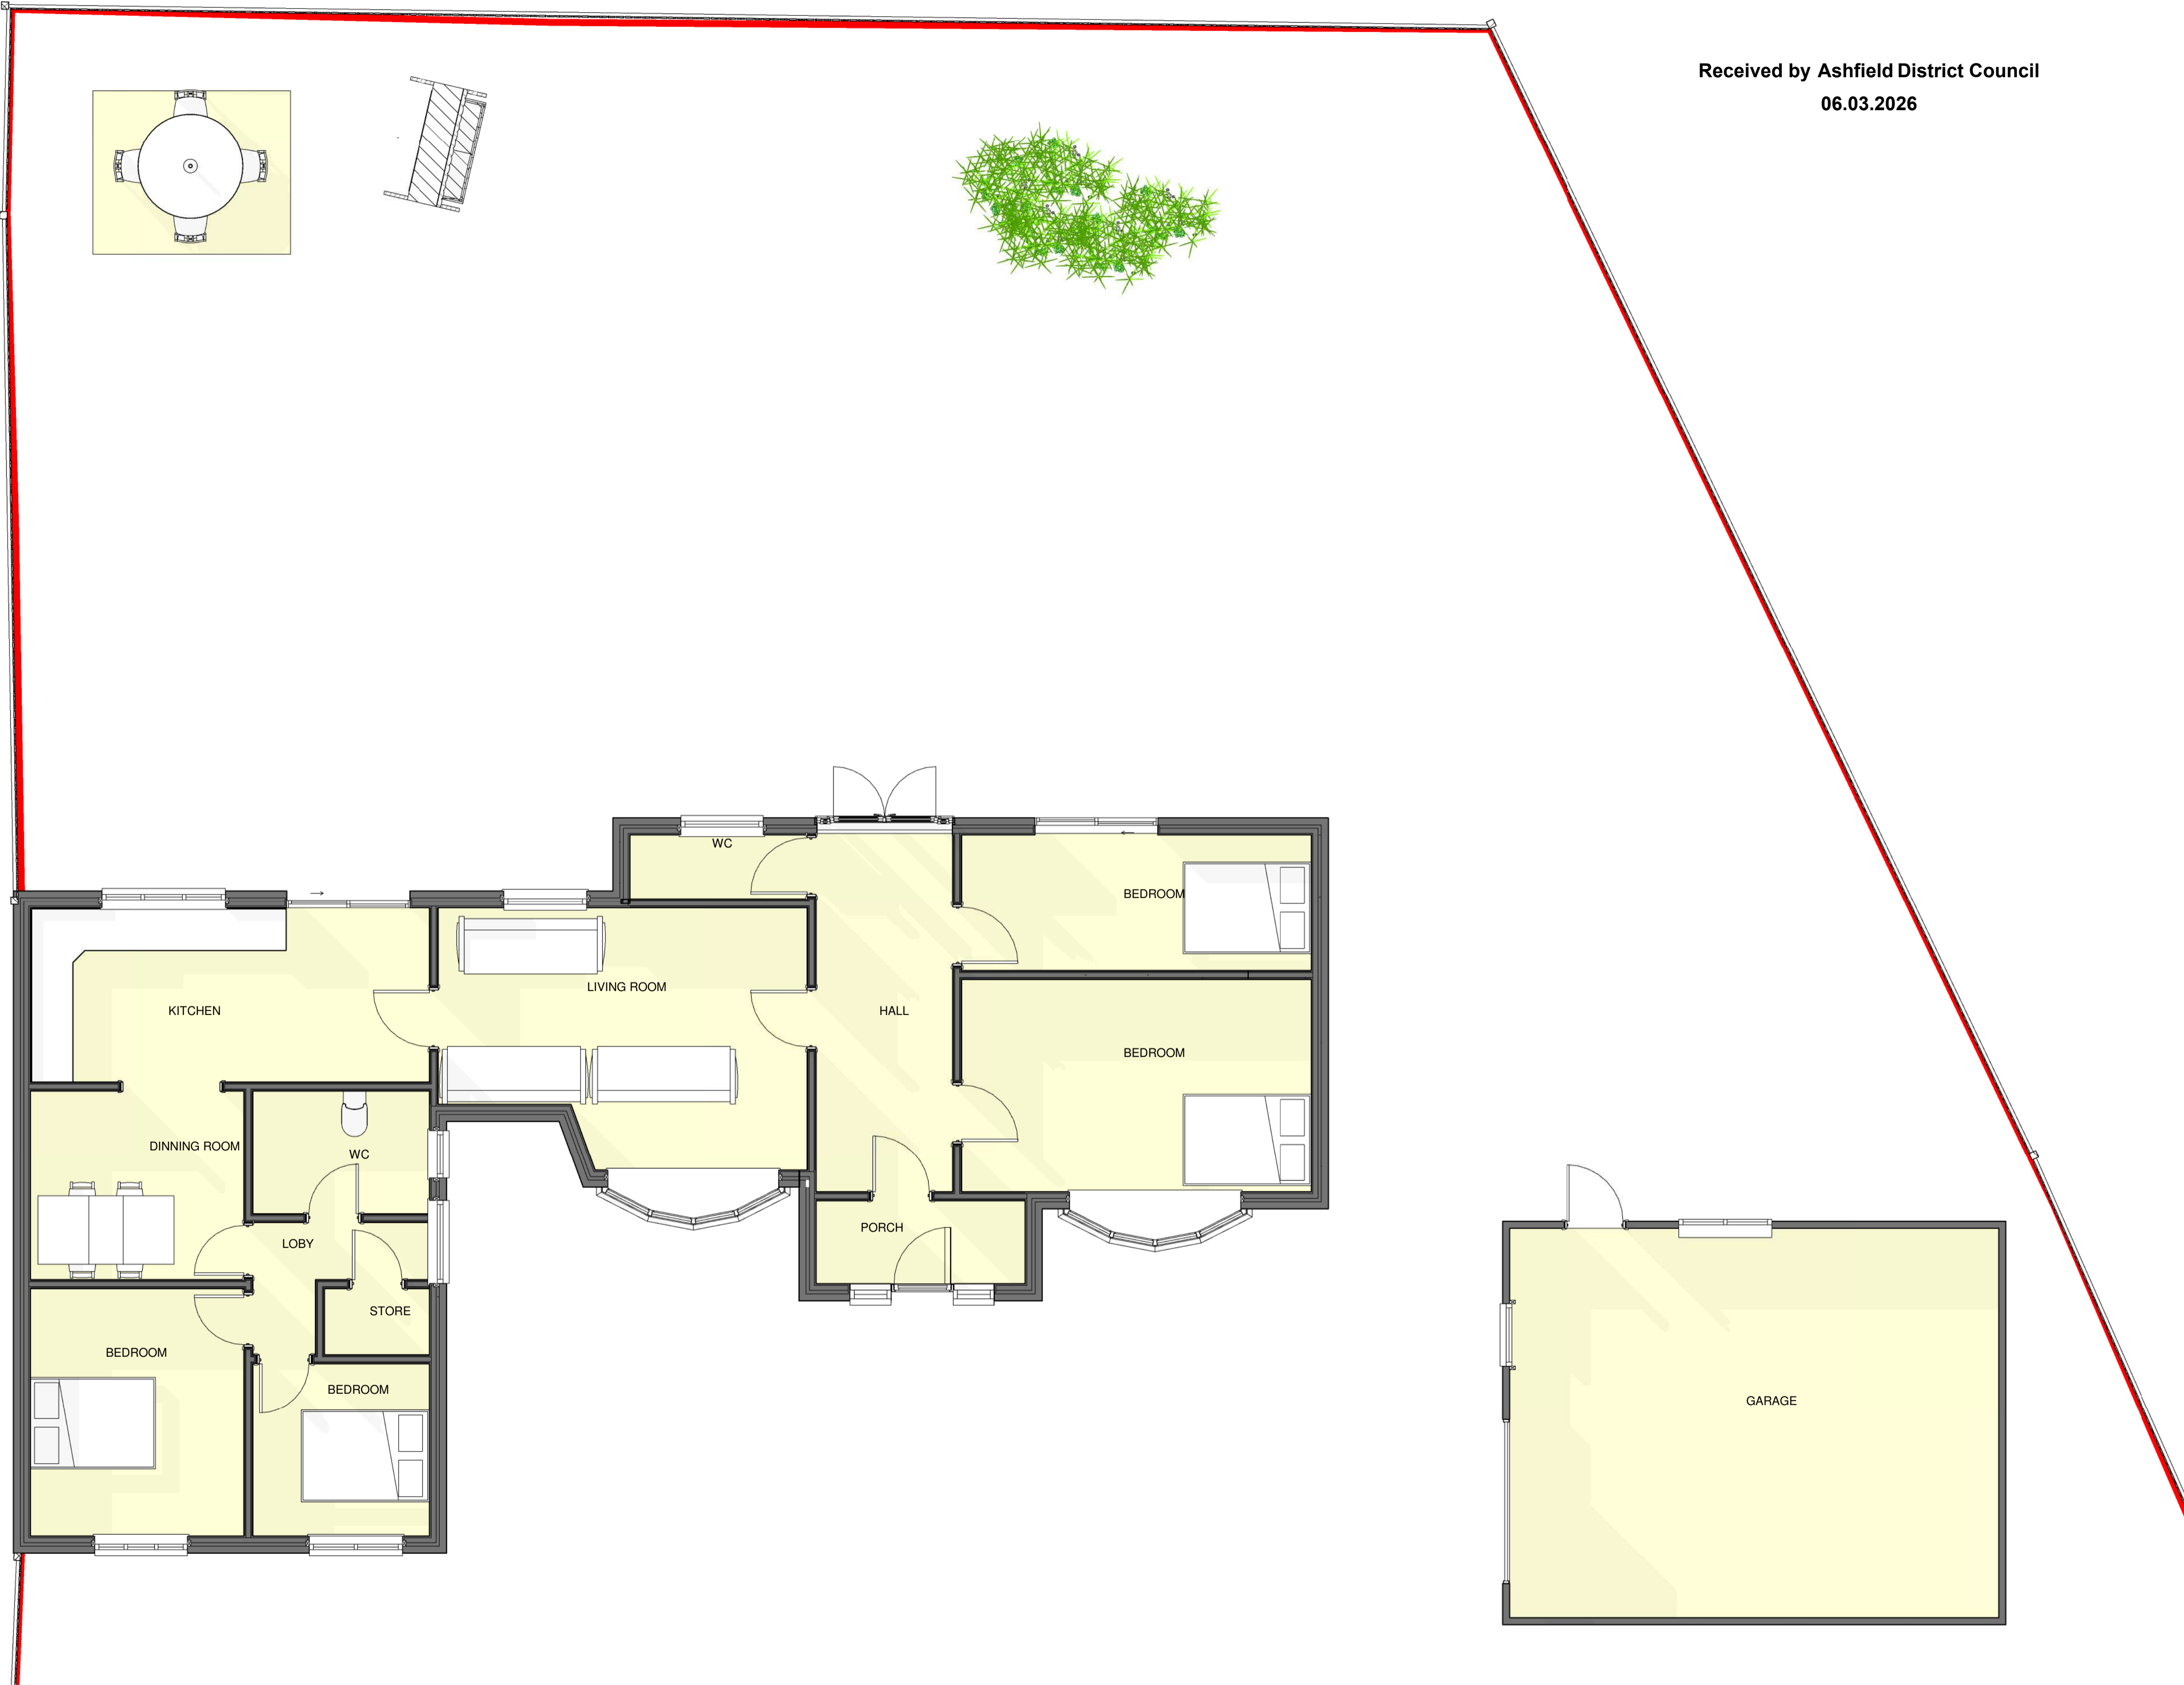 Received by Ashfield District Council
06.03.2026
WC
BEDROOM
LIVING ROOM
KITCHEN
HALL
BEDROOM
DINNING ROOM
WC
PORCH
LOBY
STORE
BEDROOM
BEDROOM
GARAGE